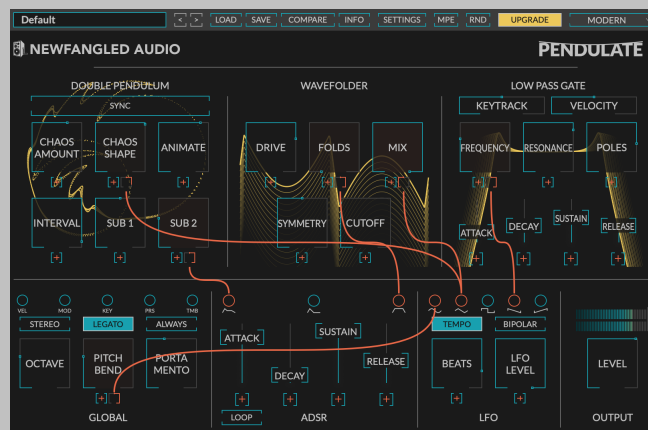 Default < > LOAD SAVE COMPARE INFO SETTINGS MPE RND UPGRADE MODERN
NEWFANGLED AUDIO PENDULATE
DOUBLE PENDULUM WAVEFOLDER LOW PASS GATE
SYNC KEYTRACK VELOCITY
CHAOS AMOUNT CHAOS SHAPE ANIMATE DRIVE FOLDS MIX FREQUENCY RESONANCE POLES
INTERVAL SUB 1 SUB 2 SYMMETRY CUTOFF ATTACK DECAY SUSTAIN RELEASE
VEL MOD KEY PRS TMB
STEREO LEGATO ALWAYS TEMPO BIPOLAR
OCTAVE PITCH BEND PORTA MENTO ATTACK DECAY SUSTAIN RELEASE BEATS LFO LEVEL LEVEL
LOOP
GLOBAL ADSR LFO OUTPUT